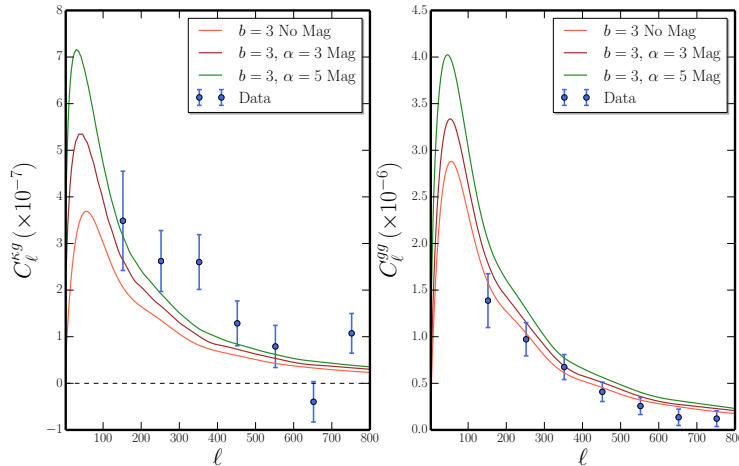 8
7
6
5
4
3
2
1
0
−1
C_ℓ^{κg}(×10^{−7})
100 200 300 400 500 600 700 800
ℓ
b = 3 No Mag
b = 3, α = 3 Mag
b = 3, α = 5 Mag
Data
4.5
4.0
3.5
3.0
2.5
2.0
1.5
1.0
0.5
0.0
C_ℓ^{gg}(×10^{−6})
100 200 300 400 500 600 700 800
ℓ
b = 3 No Mag
b = 3, α = 3 Mag
b = 3, α = 5 Mag
Data